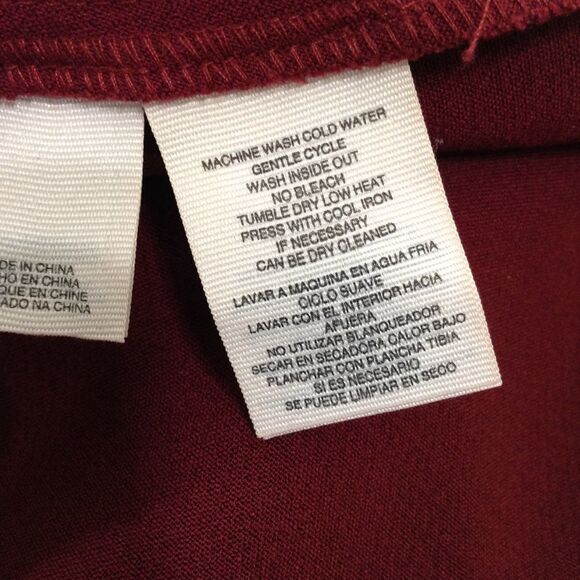 DE IN CHINA
HO EN CHINA
QUE EN CHINE
ADO NA CHINA
MACHINE WASH COLD WATER
GENTLE CYCLE
WASH INSIDE OUT
NO BLEACH
TUMBLE DRY LOW HEAT
PRESS WITH COOL IRON
IF NECESSARY
CAN BE DRY CLEANED
LAVAR A MAQUINA EN AGUA FRIA
CICLO SUAVE
LAVAR CON EL INTERIOR HACIA
AFUERA
NO UTILIZAR BLANQUEADOR
SECAR EN SECADORA CALOR BAJO
PLANCHAR CON PLANCHA TIBIA
SI ES NECESARIO
SE PUEDE LIMPIAR EN SECO